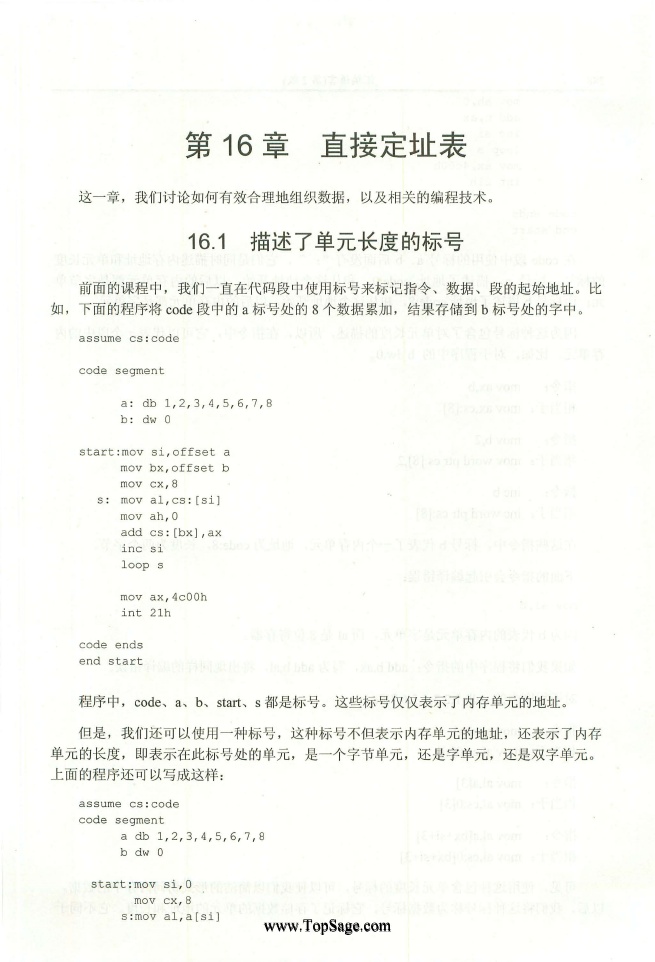 第 16 章 直接定址表
这一章，我们讨论如何有效合理地组织数据，以及相关的编程技术。
16.1 描述了单元长度的标号
前面的课程中，我们一直在代码段中使用标号来标记指令、数据、段的起始地址。比
如，下面的程序将 code 段中的 a 标号处的 8 个数据累加，结果存储到 b 标号处的字中。
assume cs:code
code segment
a: db 1,2,3,4,5,6,7,8
b: dw 0
start:mov si,offset a
mov bx,offset b
mov cx,8
s: mov al,cs:[si]
mov ah,0
add cs:[bx],ax
inc si
loop s
mov ax,4c00h
int 21h
code ends
end start
程序中，code、a、b、start、s 都是标号。这些标号仅仅表示了内存单元的地址。
但是，我们还可以使用一种标号，这种标号不但表示内存单元的地址，还表示了内存
单元的长度，即表示在此标号处的单元，是一个字节单元，还是字单元，还是双字单元。
上面的程序还可以写成这样：
assume cs:code
code segment
a db 1,2,3,4,5,6,7,8
b dw 0
start:mov si,0
mov cx,8
s:mov al,a[si]
www.TopSage.com